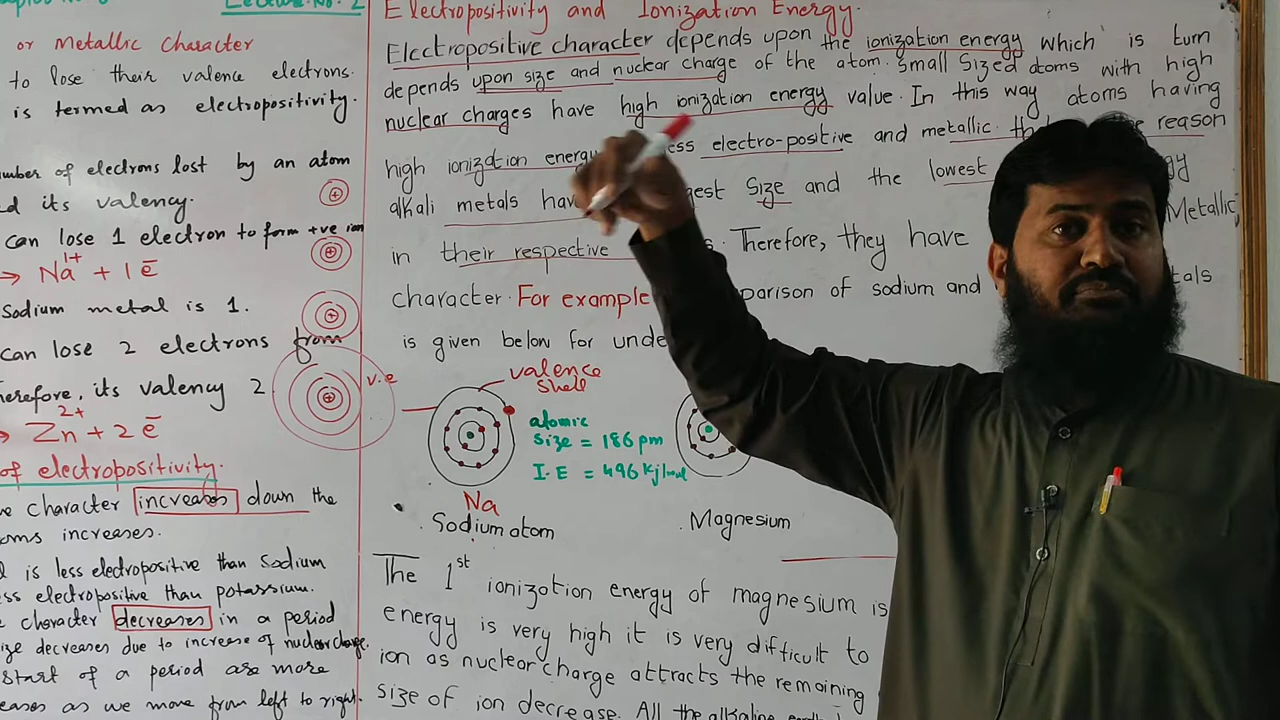 Lecture No. 2
or Metallic Character
to lose their valence electrons.
is termed as electropositivity.
number of electrons lost by an atom
its valency.
can lose 1 electron to form +ve ion
→ Na¹⁺ + 1 ē
Sodium metal is 1.
can lose 2 electrons from
Therefore, its valency 2
v.e
→ Zn²⁺ + 2 ē
of electropositivity.
character increases down the
increases.
is less electropositive than Sodium
less electropositive than potassium.
character decreases in a period
size decreases due to increase of nuclear charge.
start of a period are more
as we move from left to right.
Electropositivity and Ionization Energy.
Elcctropositive character depends upon the ionization energy which is turn
depends upon size and nuclear charge of the atom. Small Sized atoms with high
nuclear charges have high ionization energy value. In this way atoms having
high ionization energy less electro-positive and metallic. reason
alkali metals have Size and the lowest
in their respective Therefore, they have Metallic
character. For example of sodium and
is given below for
valence
Shell
atomic
size = 186 pm
I.E = 496 kj/mol
Na
Sodium atom
Magnesium
The 1st ionization energy of magnesium is
energy is very high it is very difficult to
ion as nuclear charge attracts the remaining
size of ion decrease. All the